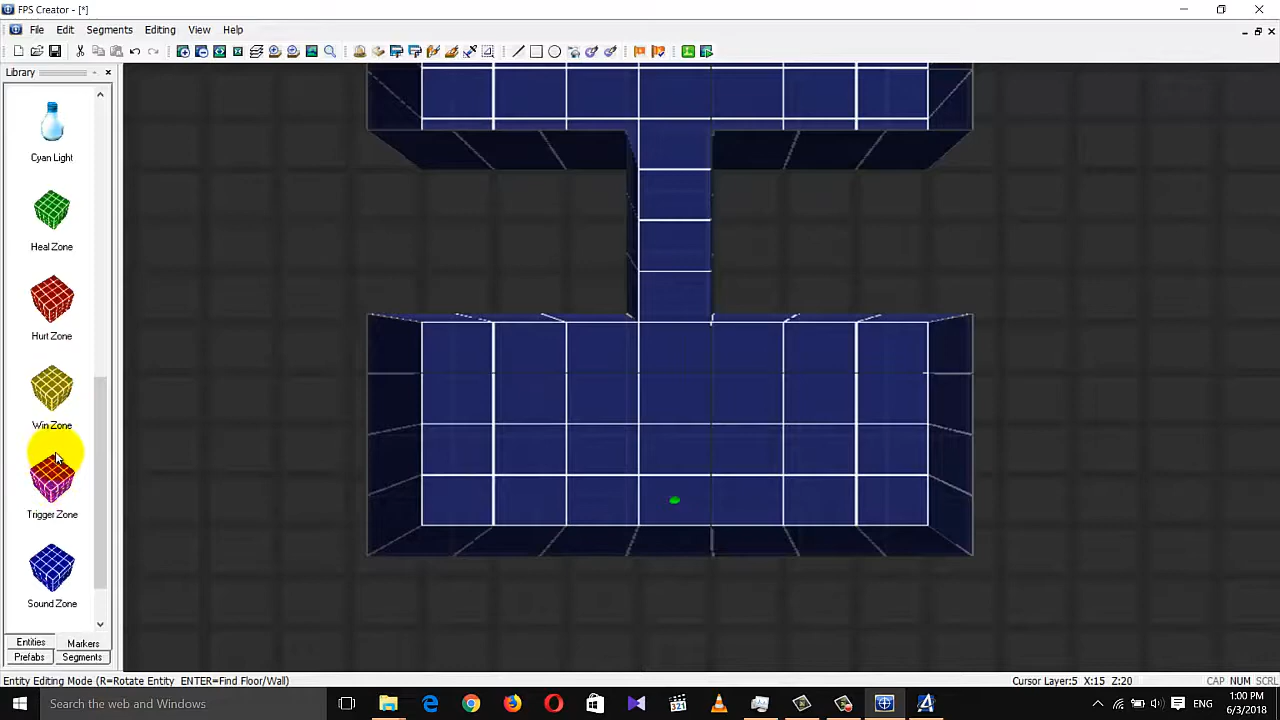 FPS Creator - [*]
File Edit Segments Editing View Help
Library
Cyan Light
Heal Zone
Hurt Zone
Win Zone
Trigger Zone
Sound Zone
Entities Markers
Prefabs Segments
Entity Editing Mode (R=Rotate Entity ENTER=Find Floor/Wall) Cursor Layer:5 X:15 Z:20 CAP NUM SCRL
Search the web and Windows
321
ENG
1:00 PM
6/3/2018